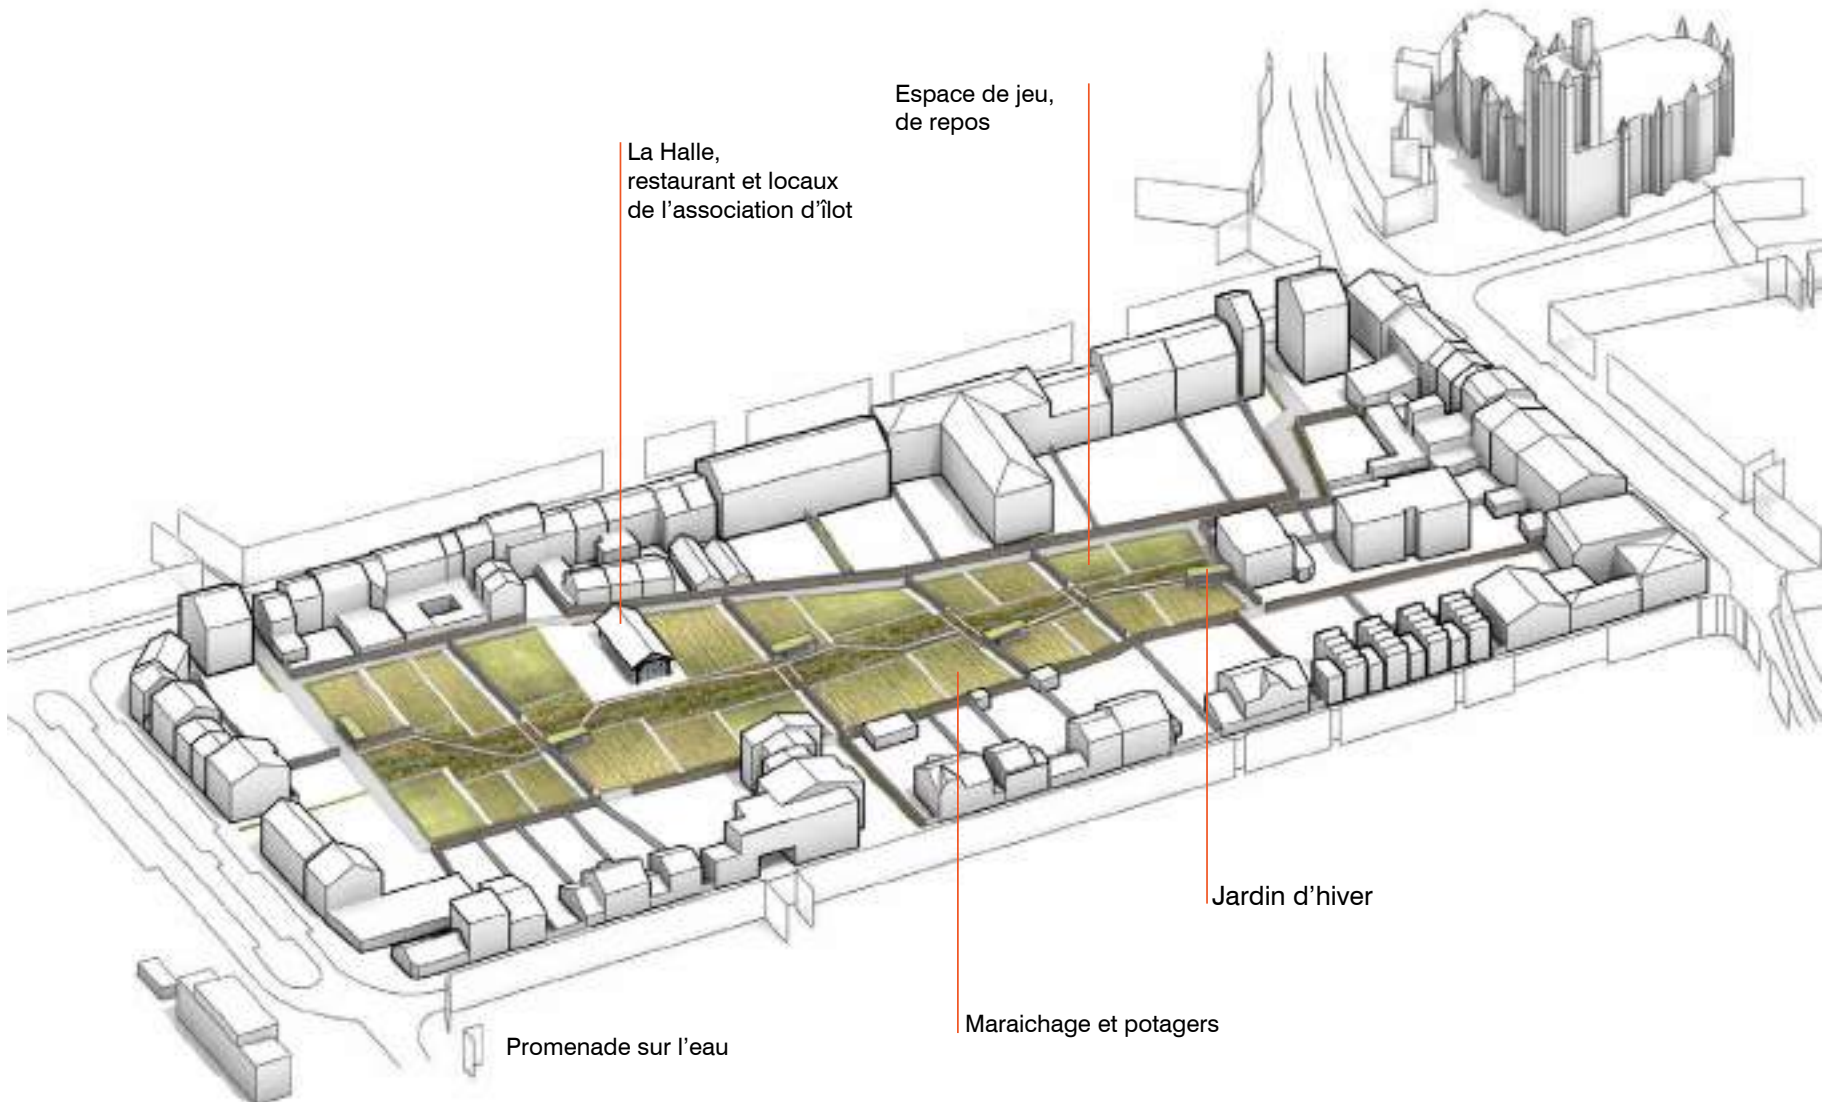 Espace de jeu,
de repos
La Halle,
restaurant et locaux
de l’association d’îlot
Jardin d’hiver
Maraichage et potagers
Promenade sur l’eau